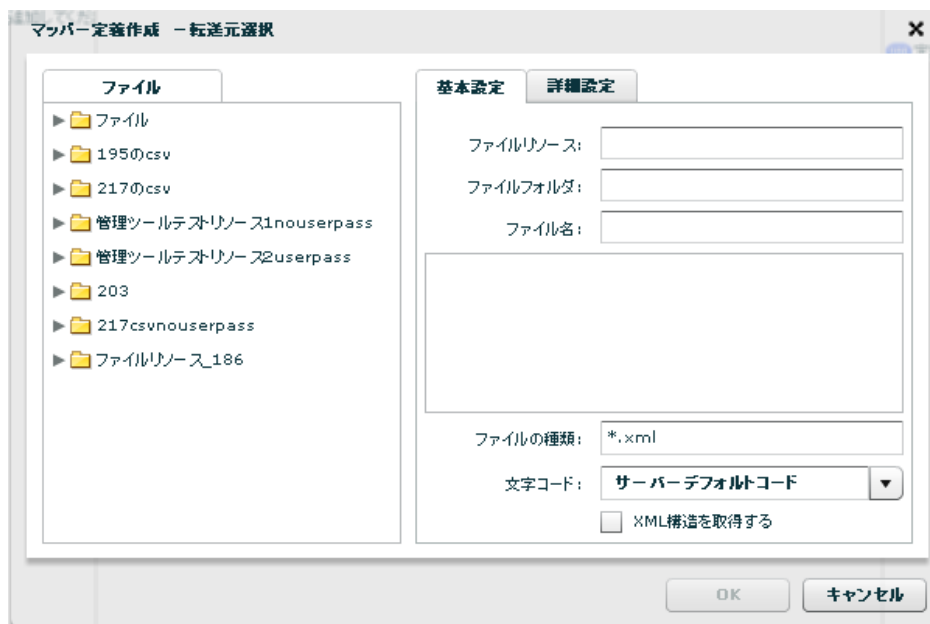 マッパー定義作成 －転送元選択
ファイル
ファイル
195のcsv
217のcsv
管理ツールテストリソース1nouserpass
管理ツールテストリソース2userpass
203
217csvnouserpass
ファイルリソース_186
基本設定
詳細設定
ファイルリソース:
ファイルフォルダ:
ファイル名:
ファイルの種類: *.xml
文字コード: サーバーデフォルトコード
XML構造を取得する
OK
キャンセル